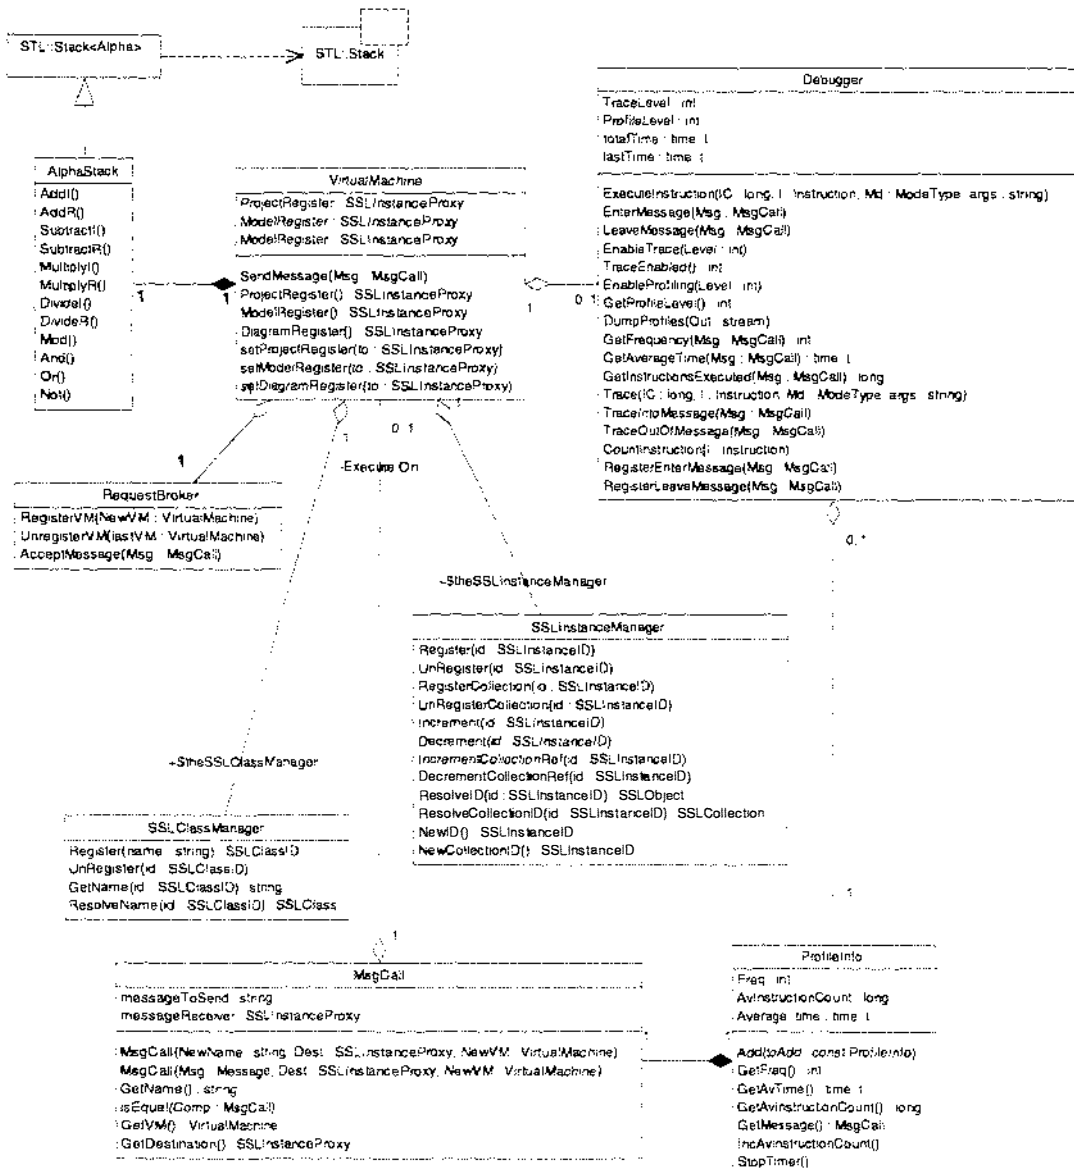 STL::Stack<Alpha>
STL::Stack
AlphaStack
AddI()
AddR()
SubtractI()
SubtractR()
MultiplyI()
MultiplyR()
DivideI()
DivideR()
Mod()
And()
Or()
Not()
1
VirtualMachine
ProjectRegister SSLInstanceProxy
ModelRegister SSLInstanceProxy
ModelRegister SSLInstanceProxy
SendMessage(Msg MsgCall)
ProjectRegister() SSLInstanceProxy
ModelRegister() SSLInstanceProxy
DiagramRegister() SSLInstanceProxy
setProjectRegister(to : SSLInstanceProxy)
setModelRegister(to : SSLInstanceProxy)
setDiagramRegister(to : SSLInstanceProxy)
1
1
0 1
Debugger
TraceLevel int
ProfileLevel int
totalTime time t
lastTime time t
ExecuteInstruction(IC long, I Instruction, Md ModeType args string)
EnterMessage(Msg MsgCall)
LeaveMessage(Msg MsgCall)
EnableTrace(Level int)
TraceEnabled() int
EnableProfiling(Level int)
GetProfileLevel() int
DumpProfiles(Out stream)
GetFrequency(Msg MsgCall) int
GetAverageTime(Msg : MsgCall) time t
GetInstructionsExecuted(Msg MsgCall) long
Trace(IC : long, I Instruction, Md ModeType args string)
TraceIntoMessage(Msg : MsgCall)
TraceOutOfMessage(Msg MsgCall)
CountInstruction(i Instruction)
RegisterEnterMessage(Msg MsgCall)
RegisterLeaveMessage(Msg MsgCall)
1
0 1
-Execute On
1
RequestBroker
RegisterVM(NewVM : VirtualMachine)
UnregisterVM(lastVM : VirtualMachine)
AcceptMessage(Msg MsgCall)
0..*
+$theSSLInstanceManager
SSLInstanceManager
Register(id SSLInstanceID)
UnRegister(id SSLInstanceID)
RegisterCollection(id SSLInstanceID)
UnRegisterCollection(id : SSLInstanceID)
Increment(id SSLInstanceID)
Decrement(id SSLInstanceID)
IncrementCollectionRef(id SSLInstanceID)
DecrementCollectionRef(id SSLInstanceID)
ResolveID(id : SSLInstanceID) SSLObject
ResolveCollectionID(id SSLInstanceID) SSLCollection
NewID() SSLInstanceID
NewCollectionID() SSLInstanceID
+$theSSLClassManager
SSLClassManager
Register(name string) SSLClassID
UnRegister(id SSLClassID)
GetName(id SSLClassID) string
ResolveName(id SSLClassID) SSLClass
1
1
MsgCall
messageToSend string
messageReceiver SSLInstanceProxy
MsgCall(NewName string, Dest SSLInstanceProxy, NewVM VirtualMachine)
MsgCall(Msg Message, Dest SSLInstanceProxy, NewVM VirtualMachine)
GetName() string
isEqual(Comp : MsgCall)
GetVM() VirtualMachine
GetDestination() SSLInstanceProxy
ProfileInfo
Freq int
AvInstructionCount long
Average time time t
Add(toAdd const ProfileInfo)
GetFreq() int
GetAvTime() time t
GetAvInstructionCount() long
GetMessage() MsgCall
IncAvInstructionCount()
StopTimer()